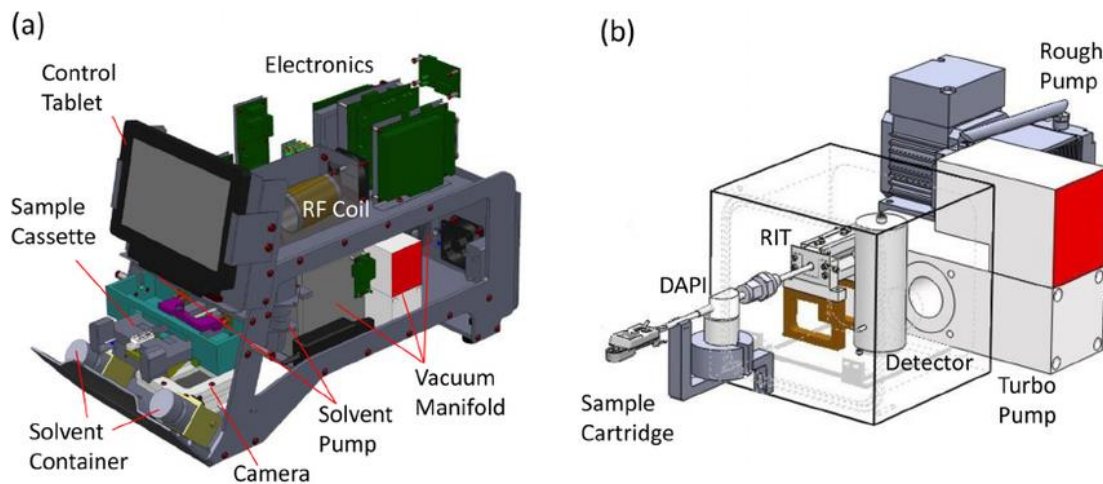 (a)
Control
Tablet
Electronics
RF Coil
Sample
Cassette
Vacuum
Manifold
Solvent
Pump
Solvent
Container
Camera
(b)
Rough
Pump
RIT
DAPI
Detector
Turbo
Pump
Sample
Cartridge